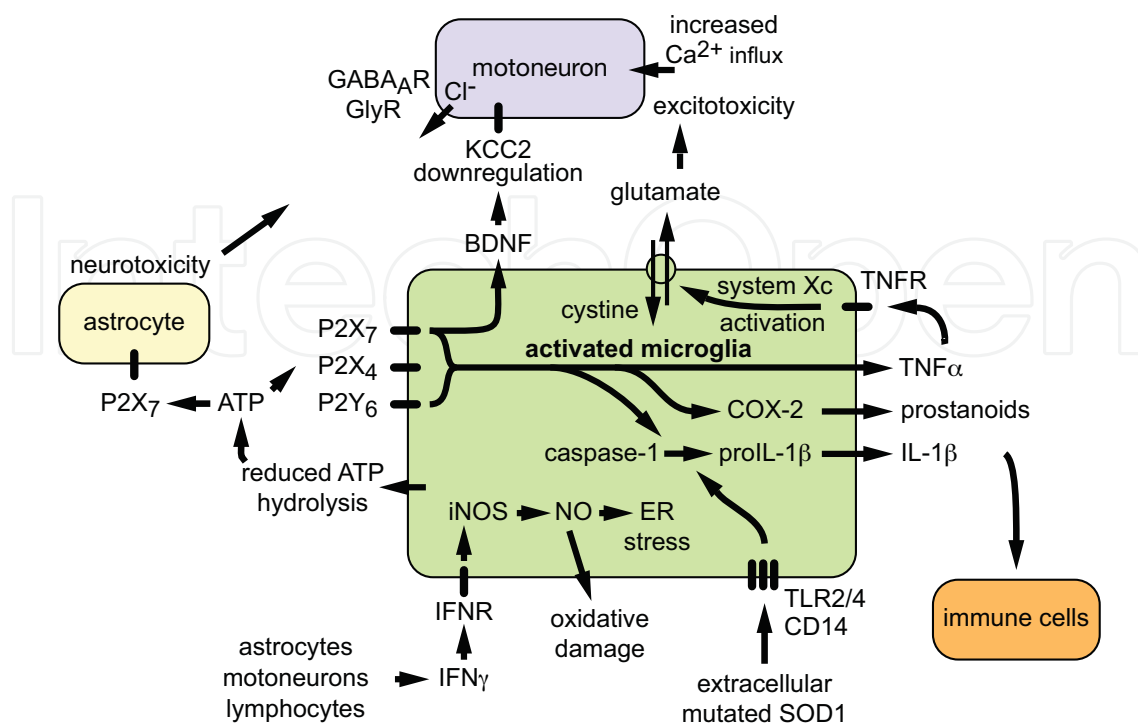 increased
Ca2+ influx
motoneuron
GABAAR
GlyR
Cl-
excitotoxicity
KCC2
downregulation
glutamate
IntechOpen
BDNF
neurotoxicity
system Xc
TNFR
cystine
activation
astrocyte
P2X7
activated microglia
P2X4
TNFα
P2X7
ATP
P2Y6
COX-2
prostanoids
caspase-1
proIL-1β
IL-1β
reduced ATP
hydrolysis
iNOS
NO
ER
stress
IFNR
oxidative
damage
TLR2/4
CD14
immune cells
astrocytes
motoneurons
lymphocytes
IFNγ
extracellular
mutated SOD1